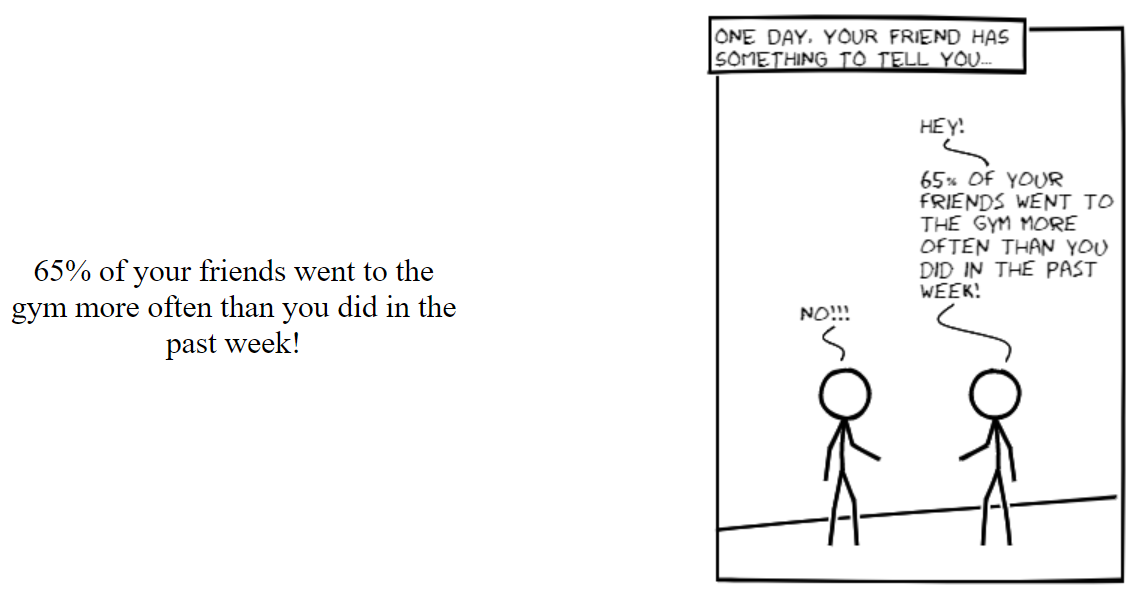 65% of your friends went to the
gym more often than you did in the
past week!
ONE DAY, YOUR FRIEND HAS
SOMETHING TO TELL YOU...
HEY!
65% OF YOUR
FRIENDS WENT TO
THE GYM MORE
OFTEN THAN YOU
DID IN THE PAST
WEEK!
NO!!!